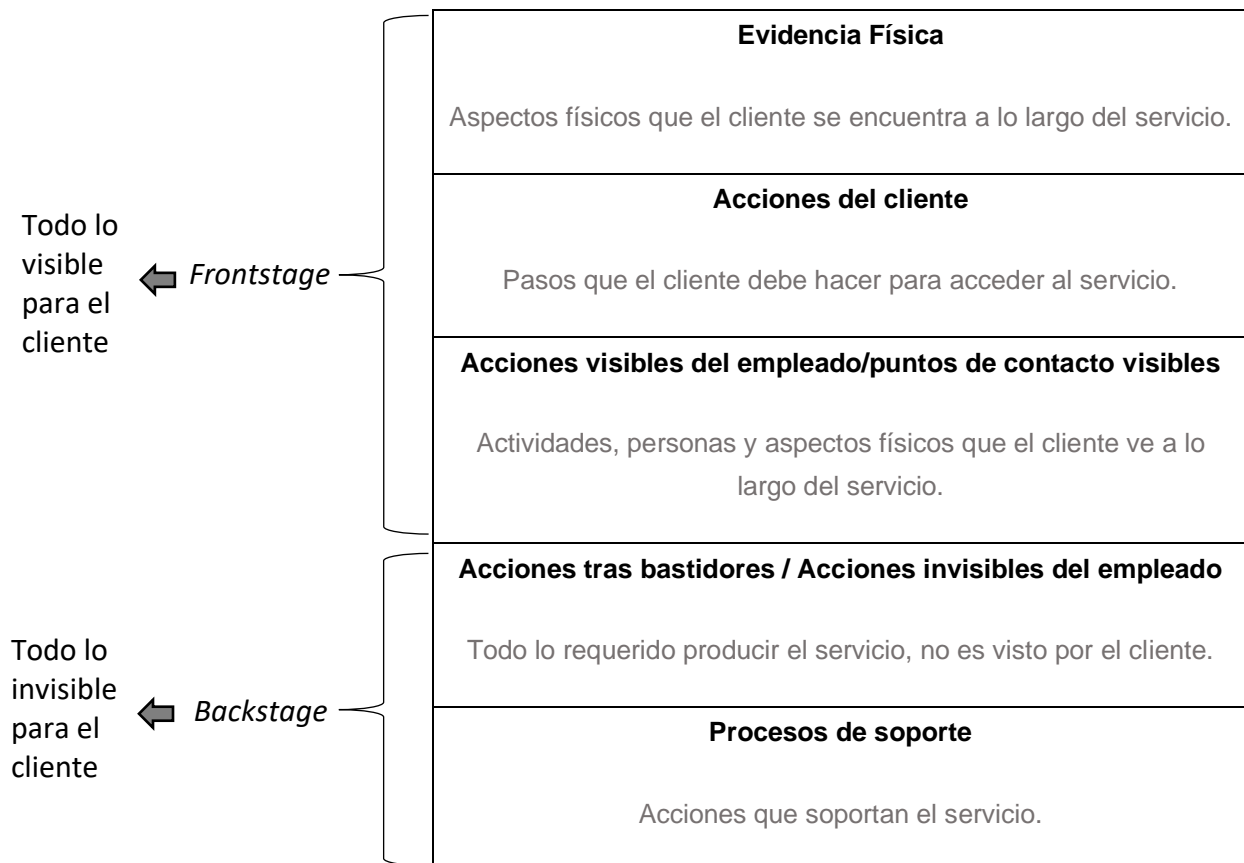 Evidencia Física
Aspectos físicos que el cliente se encuentra a lo largo del servicio.
Acciones del cliente
Pasos que el cliente debe hacer para acceder al servicio.
Acciones visibles del empleado/puntos de contacto visibles
Actividades, personas y aspectos físicos que el cliente ve a lo
largo del servicio.
Todo lo
visible
para el
cliente
Frontstage
Acciones tras bastidores / Acciones invisibles del empleado
Todo lo requerido producir el servicio, no es visto por el cliente.
Procesos de soporte
Acciones que soportan el servicio.
Todo lo
invisible
para el
cliente
Backstage